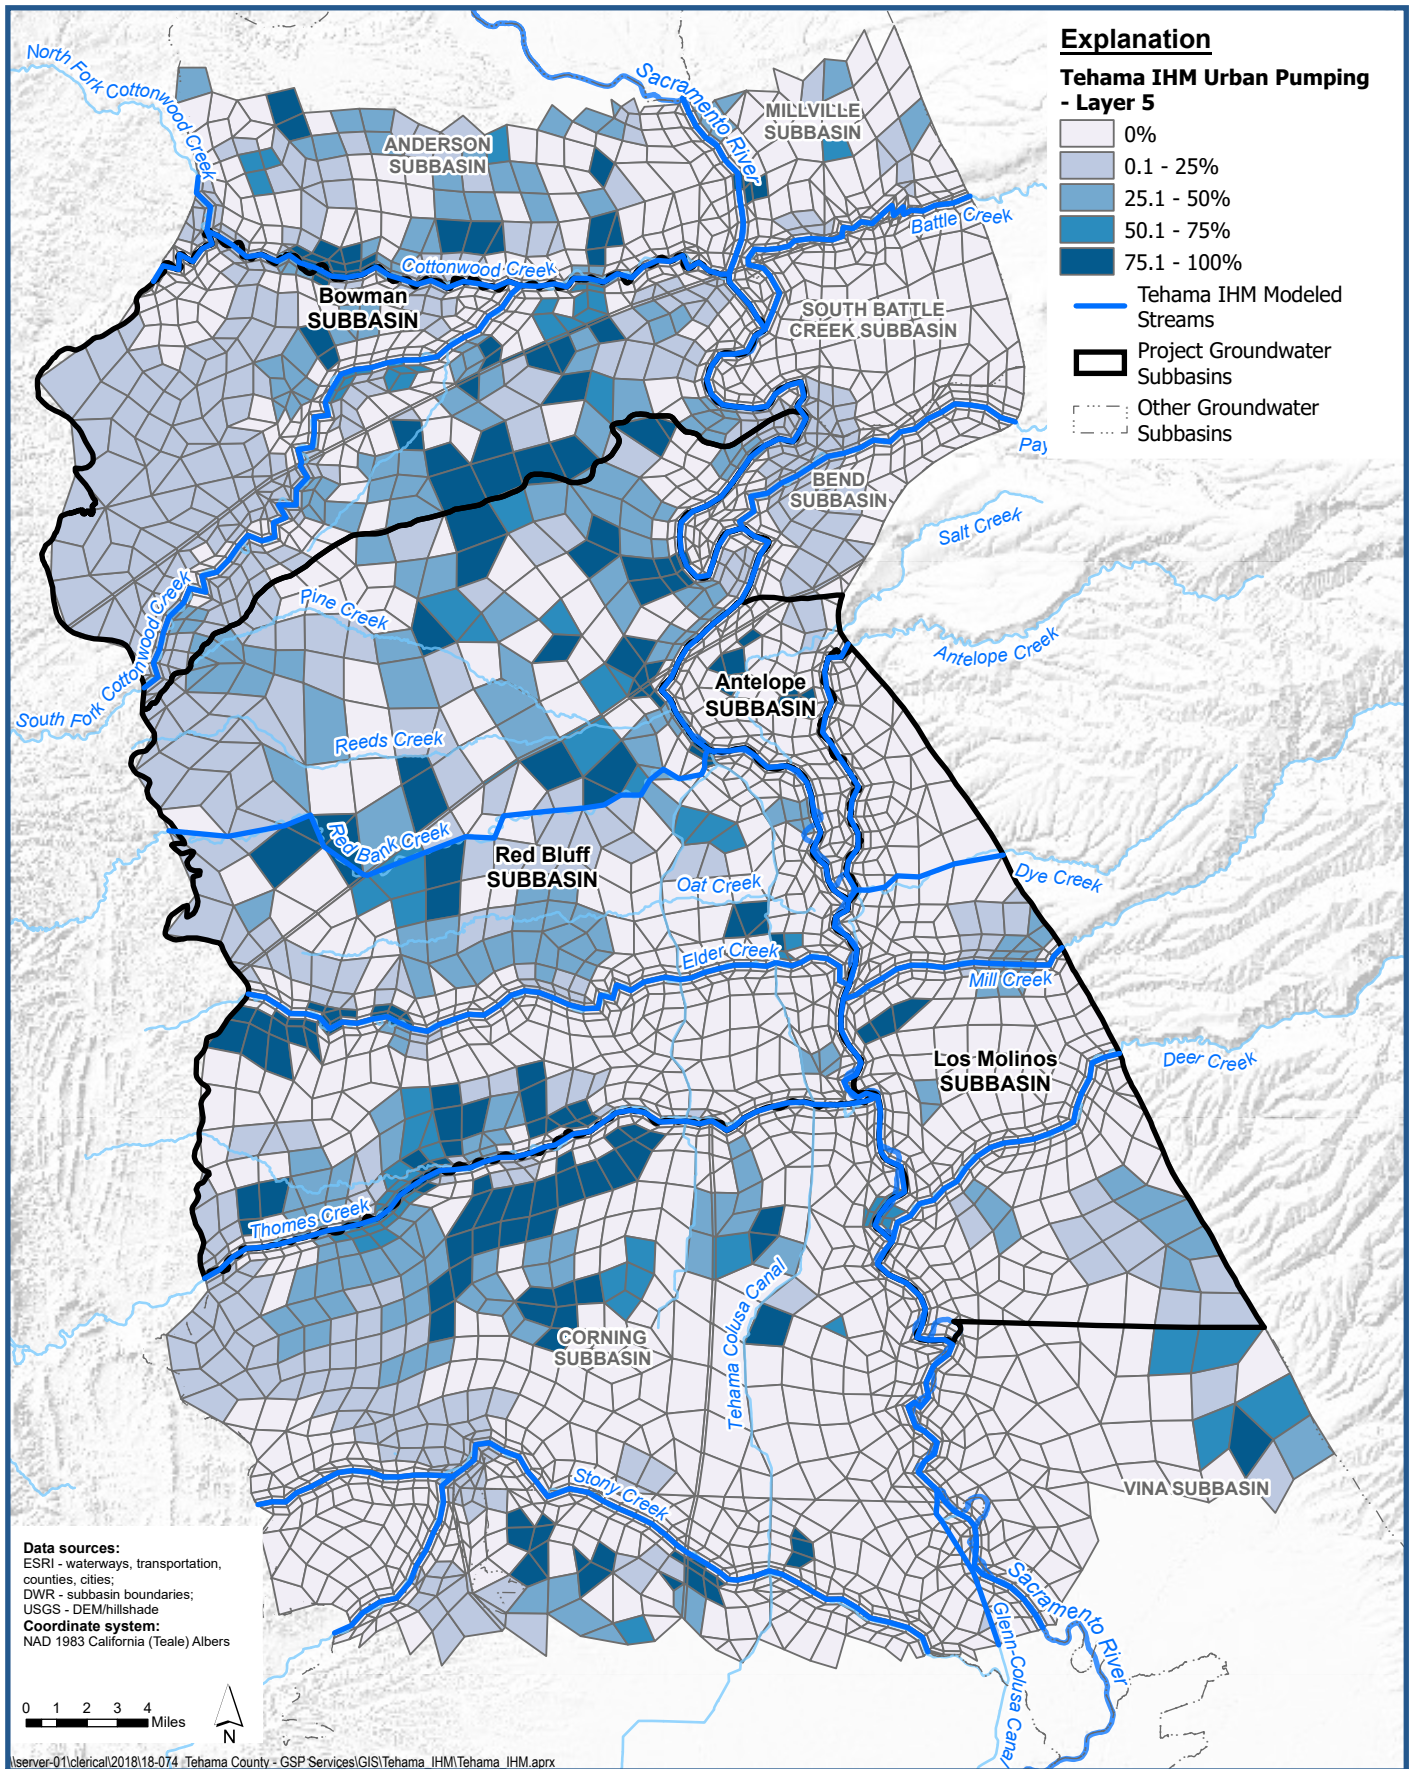 Explanation
Tehama IHM Urban Pumping
- Layer 5
0%
0.1 - 25%
25.1 - 50%
50.1 - 75%
75.1 - 100%
Tehama IHM Modeled
Streams
Project Groundwater
Subbasins
Other Groundwater
Subbasins
North Fork Cottonwood Creek
Sacramento River
MILLVILLE
SUBBASIN
ANDERSON
SUBBASIN
Battle Creek
Cottonwood Creek
Bowman
SUBBASIN
SOUTH BATTLE
CREEK SUBBASIN
Pay
BEND
SUBBASIN
Salt Creek
Pine Creek
Antelope Creek
South Fork Cottonwood Creek
Antelope
SUBBASIN
Reeds Creek
Red Bank Creek
Red Bluff
SUBBASIN
Oat Creek
Dye Creek
Elder Creek
Mill Creek
Los Molinos
SUBBASIN
Deer Creek
Thomes Creek
Tehama Colusa Canal
CORNING
SUBBASIN
Stony Creek
VINA SUBBASIN
Sacramento River
Glenn-Colusa Canal
Data sources:
ESRI - waterways, transportation,
counties, cities;
DWR - subbasin boundaries;
USGS - DEM/hillshade
Coordinate system:
NAD 1983 California (Teale) Albers
0 1 2 3 4
Miles
N
\\server-01\clerical\2018\18-074_Tehama County - GSP Services\GIS\Tehama_IHM\Tehama_IHM.aprx